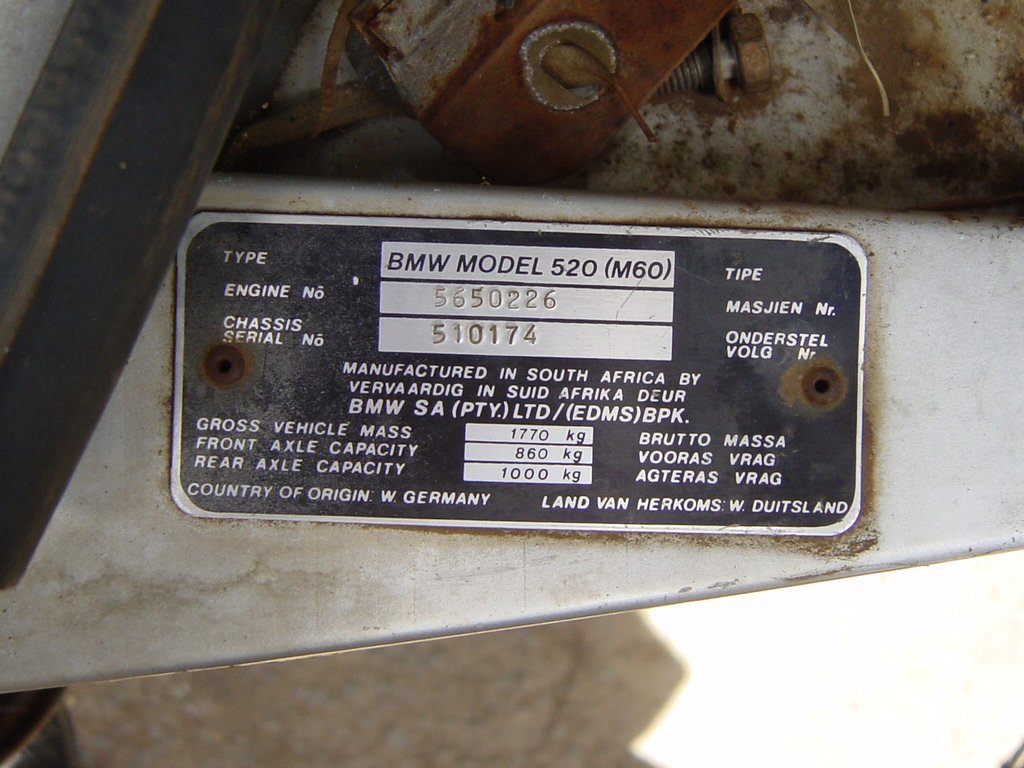 TYPE BMW MODEL 520 (M60) TIPE
ENGINE Nō 5650226 MASJIEN Nr.
CHASSIS SERIAL Nō 510174 ONDERSTEL VOLG Nr
MANUFACTURED IN SOUTH AFRICA BY
VERVAARDIG IN SUID AFRIKA DEUR
BMW SA (PTY.) LTD/(EDMS) BPK.
GROSS VEHICLE MASS 1770 kg BRUTTO MASSA
FRONT AXLE CAPACITY 860 kg VOORAS VRAG
REAR AXLE CAPACITY 1000 kg AGTERAS VRAG
COUNTRY OF ORIGIN: W. GERMANY LAND VAN HERKOMS: W. DUITSLAND